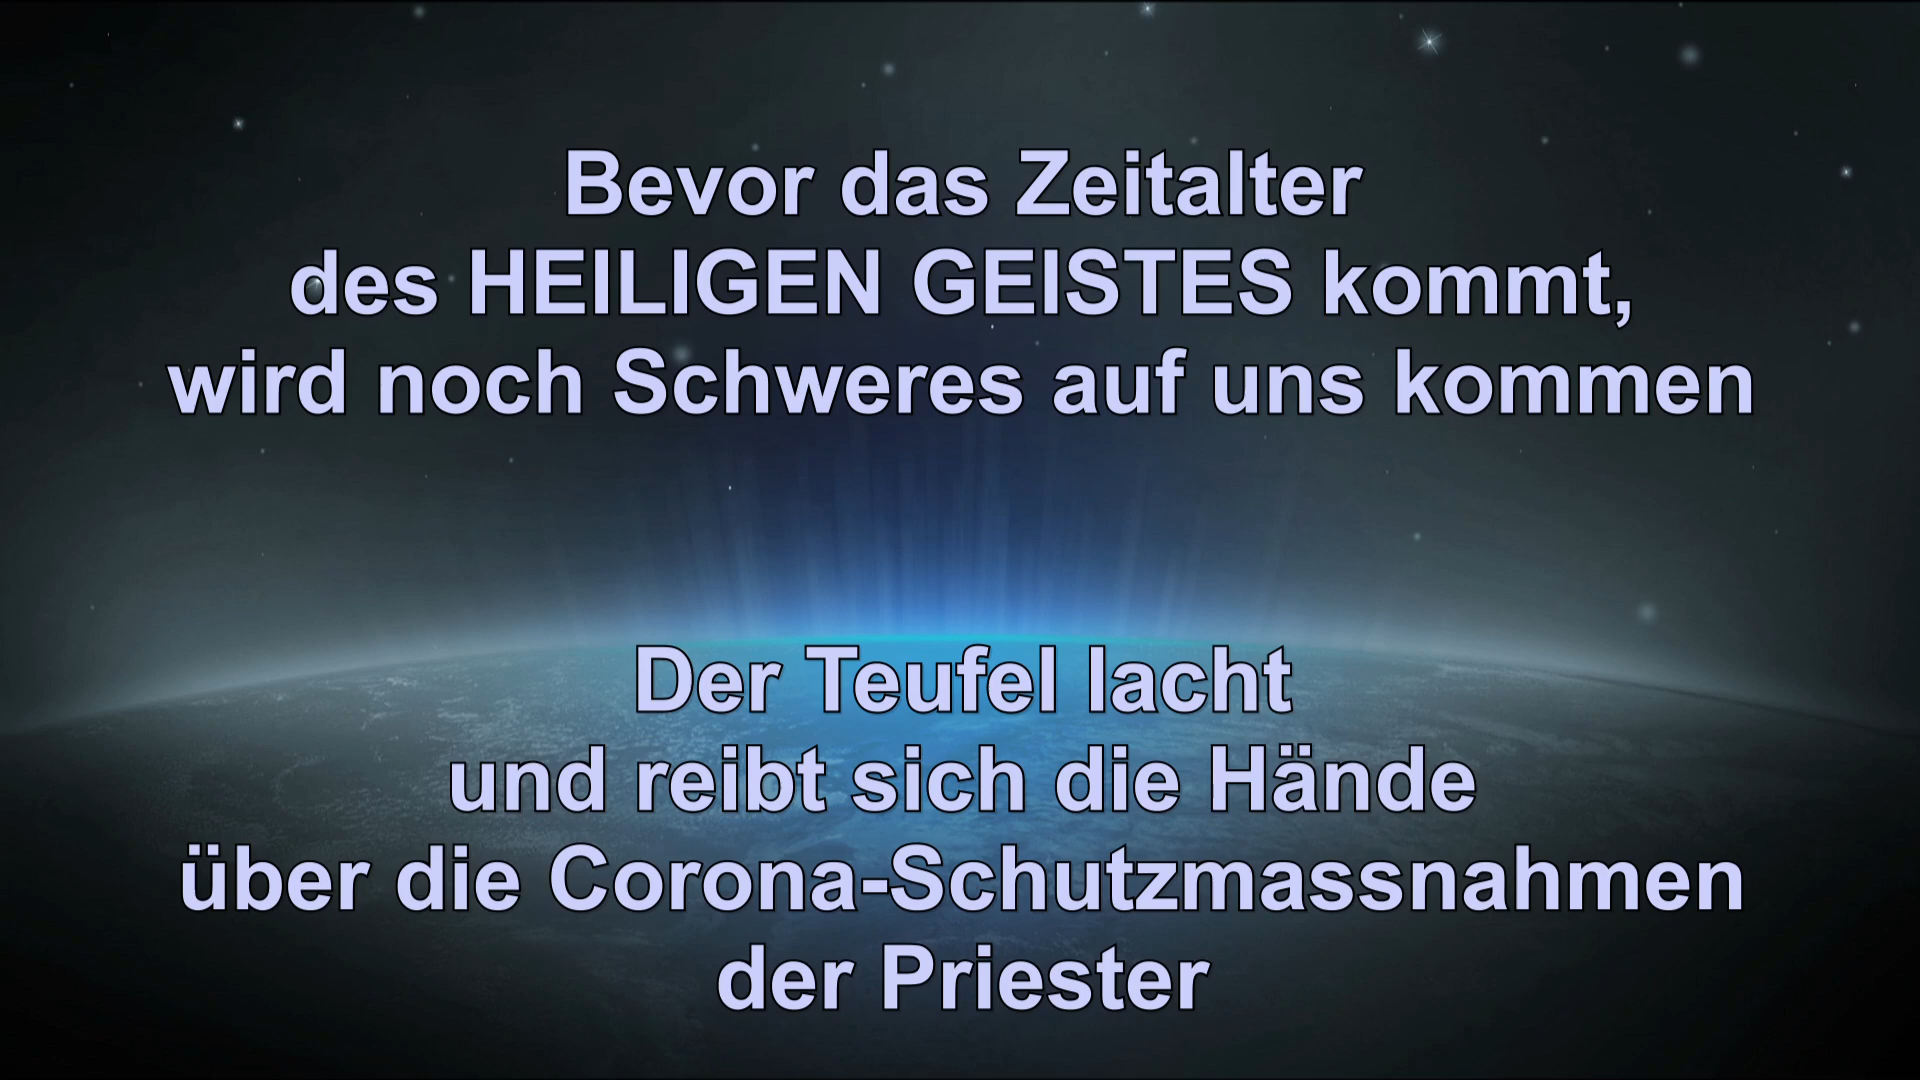 Bevor das Zeitalter
des HEILIGEN GEISTES kommt,
wird noch Schweres auf uns kommen
Der Teufel lacht
und reibt sich die Hände
über die Corona-Schutzmassnahmen
der Priester